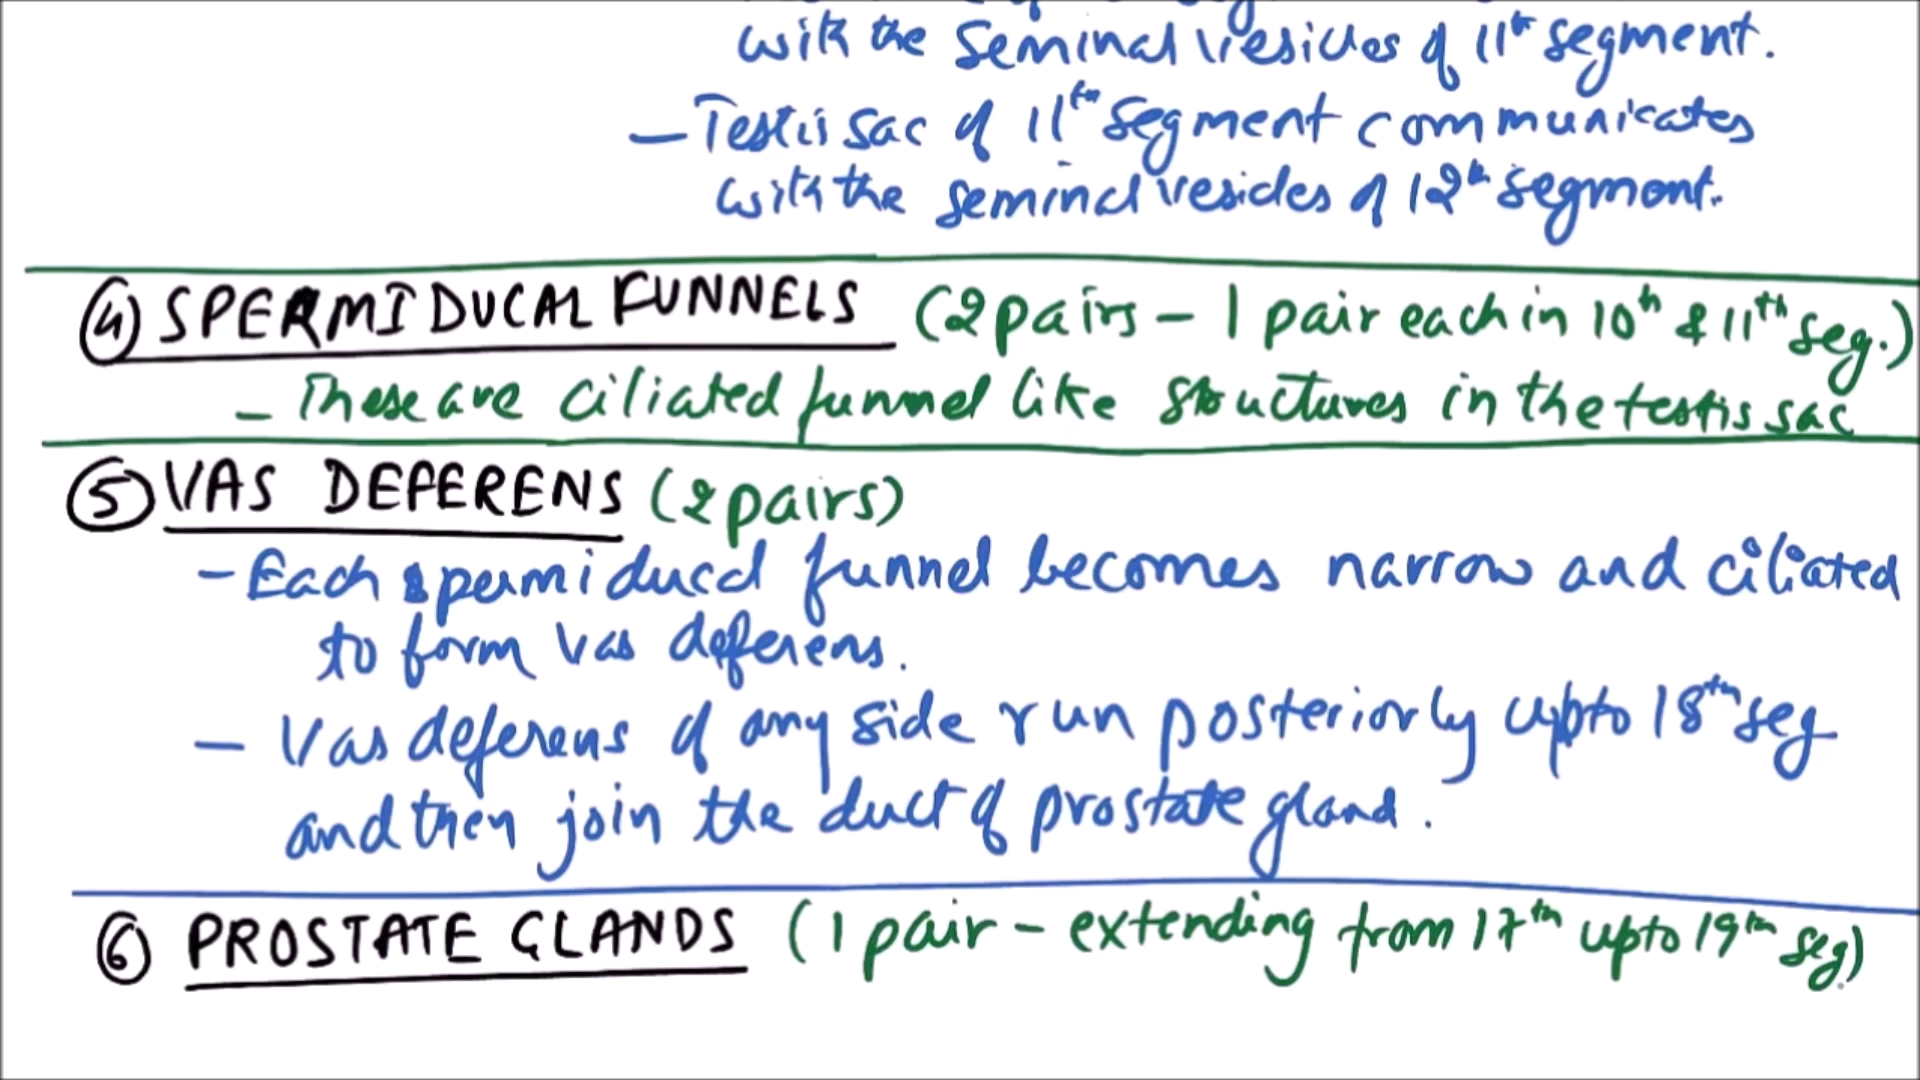 with the seminal vesicles of 11th segment.
— Testis sac of 11th segment communicates
with the seminal vesicles of 12th segment.
④ SPERMIDUCAL FUNNELS (2 pairs – 1 pair each in 10th & 11th seg.)
– These are ciliated funnel like structures in the testis sac
⑤ VAS DEFERENS (2 pairs)
– Each spermiducal funnel becomes narrow and ciliated
to form vas deferens.
– Vas deferens of any side run posteriorly upto 18th seg
and then join the duct of prostate gland.
⑥ PROSTATE GLANDS (1 pair – extending from 17th upto 19th seg)